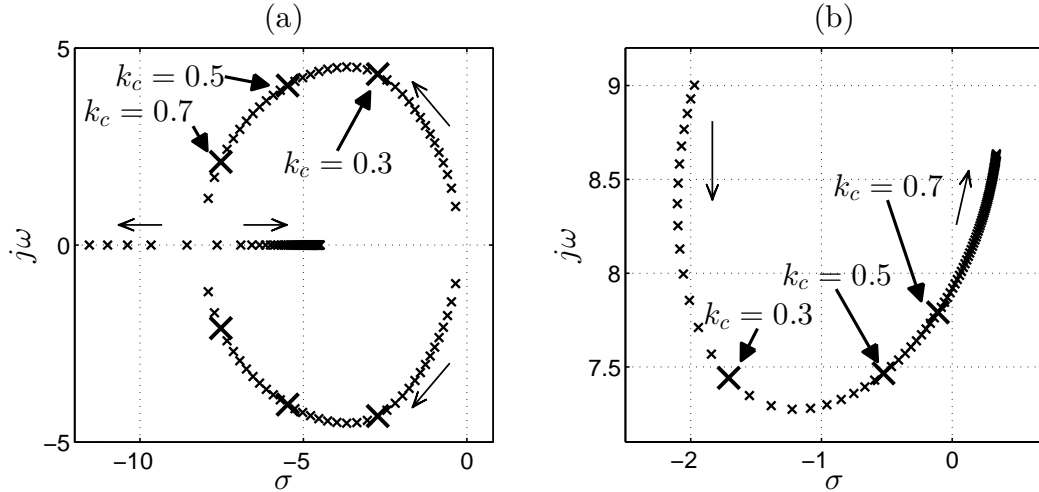 (a)
5
0
−5
−10
−5
0
σ
jω
k_c = 0.5
k_c = 0.7
k_c = 0.3
(b)
9
8.5
8
7.5
−2
−1
0
σ
jω
k_c = 0.7
k_c = 0.5
k_c = 0.3